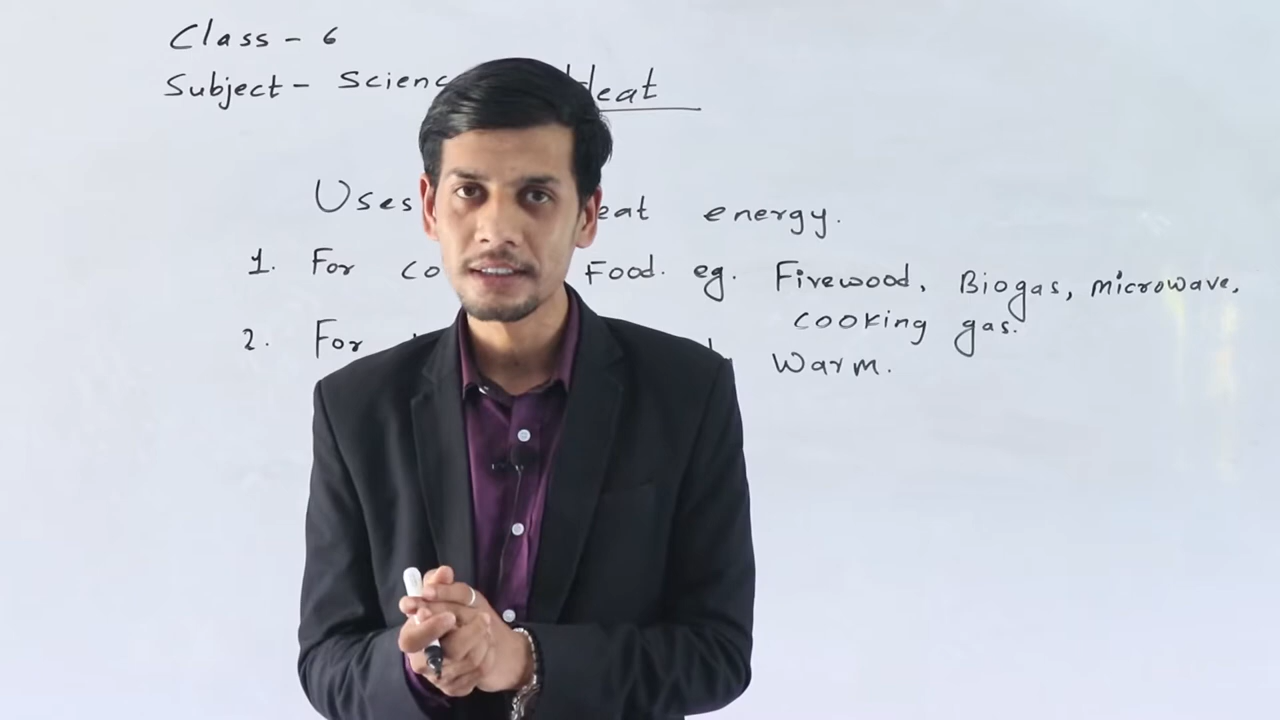 Class - 6
Subject - Scienc Heat
Uses eat energy.
1. For co Food. eg. Firewood, Biogas, microwave,
cooking gas.
2. For Warm.